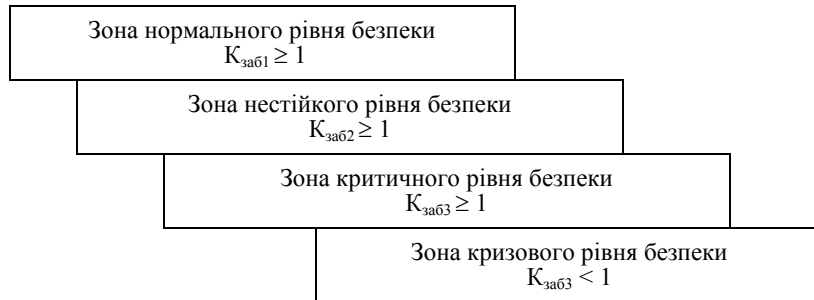 Зона нормального рівня безпеки
Кзаб1 ≥ 1
Зона нестійкого рівня безпеки
Кзаб2 ≥ 1
Зона критичного рівня безпеки
Кзаб3 ≥ 1
Зона кризового рівня безпеки
Кзаб3 < 1